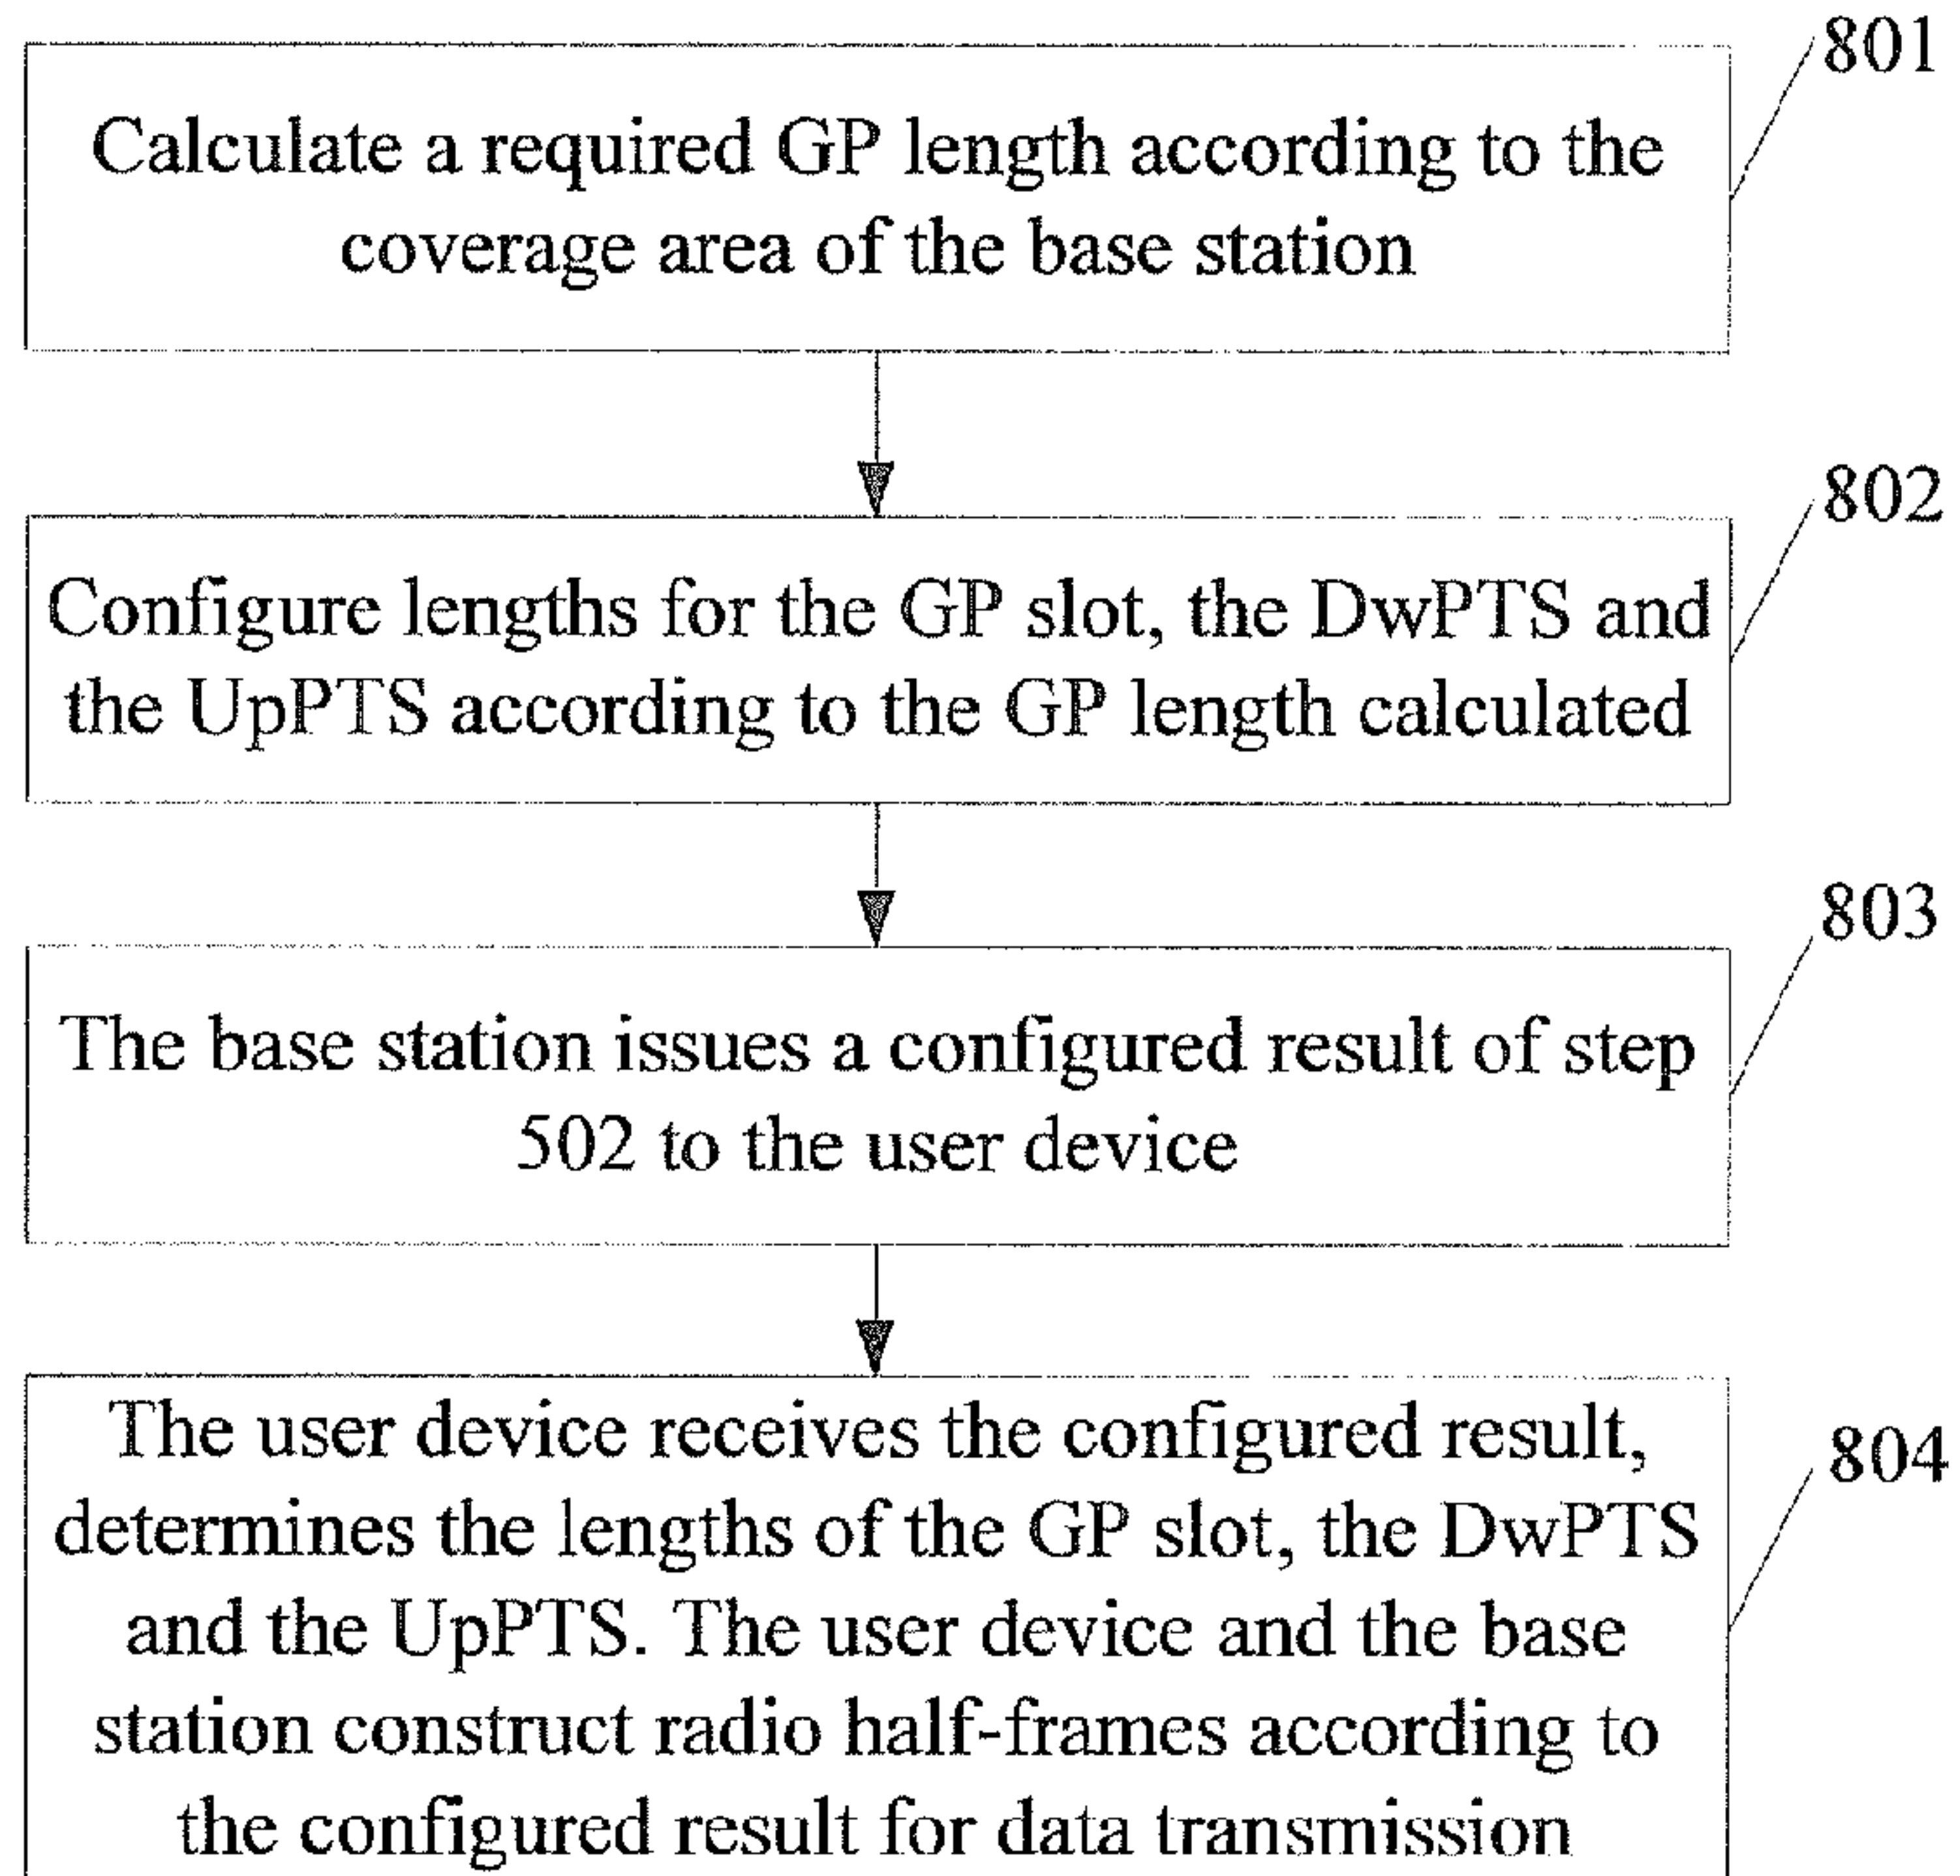 801
Calculate a required GP length according to the
coverage area of the base station
802
Configure lengths for the GP slot, the DwPTS and
the UpPTS according to the GP length calculated
803
The base station issues a configured result of step
502 to the user device
804
The user device receives the configured result,
determines the lengths of the GP slot, the DwPTS
and the UpPTS. The user device and the base
station construct radio half-frames according to
the configured result for data transmission